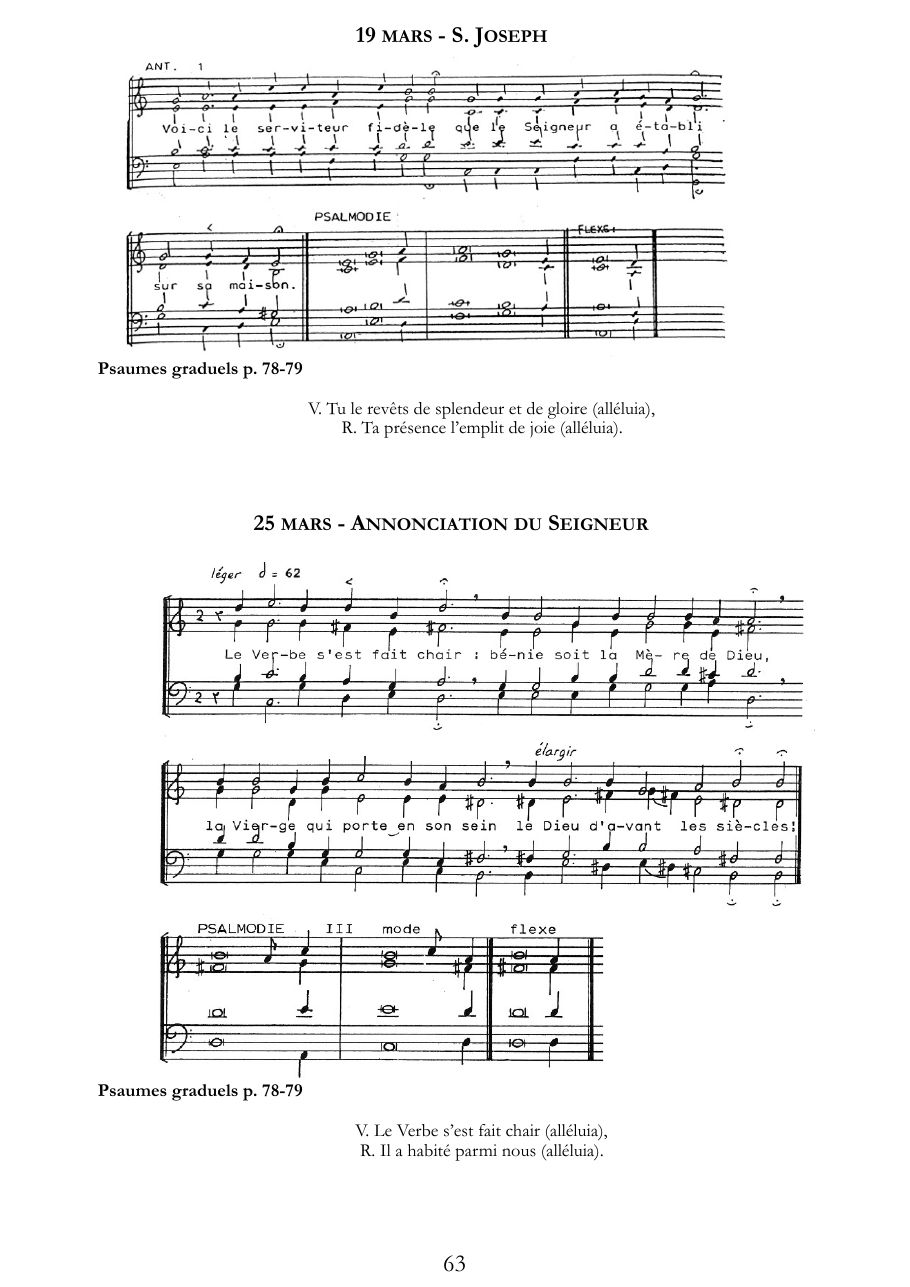 19 MARS - S. JOSEPH
ANT. 1
Voi-ci le ser-vi-teur fi-dè-le que le Seigneur a é-ta-bli
PSALMODIE
FLEXE:
sur sa mai-son.
Psaumes graduels p. 78-79
V. Tu le revêts de splendeur et de gloire (alléluia),
R. Ta présence l’emplit de joie (alléluia).
25 MARS - ANNONCIATION DU SEIGNEUR
léger = 62
Le Ver-be s'est fait chair : bé-nie soit la Mè- re de Dieu,
élargir
la Vier-ge qui porte en son sein le Dieu d'a-vant les siè-cles!
PSALMODIE III mode flexe
Psaumes graduels p. 78-79
V. Le Verbe s’est fait chair (alléluia),
R. Il a habité parmi nous (alléluia).
63